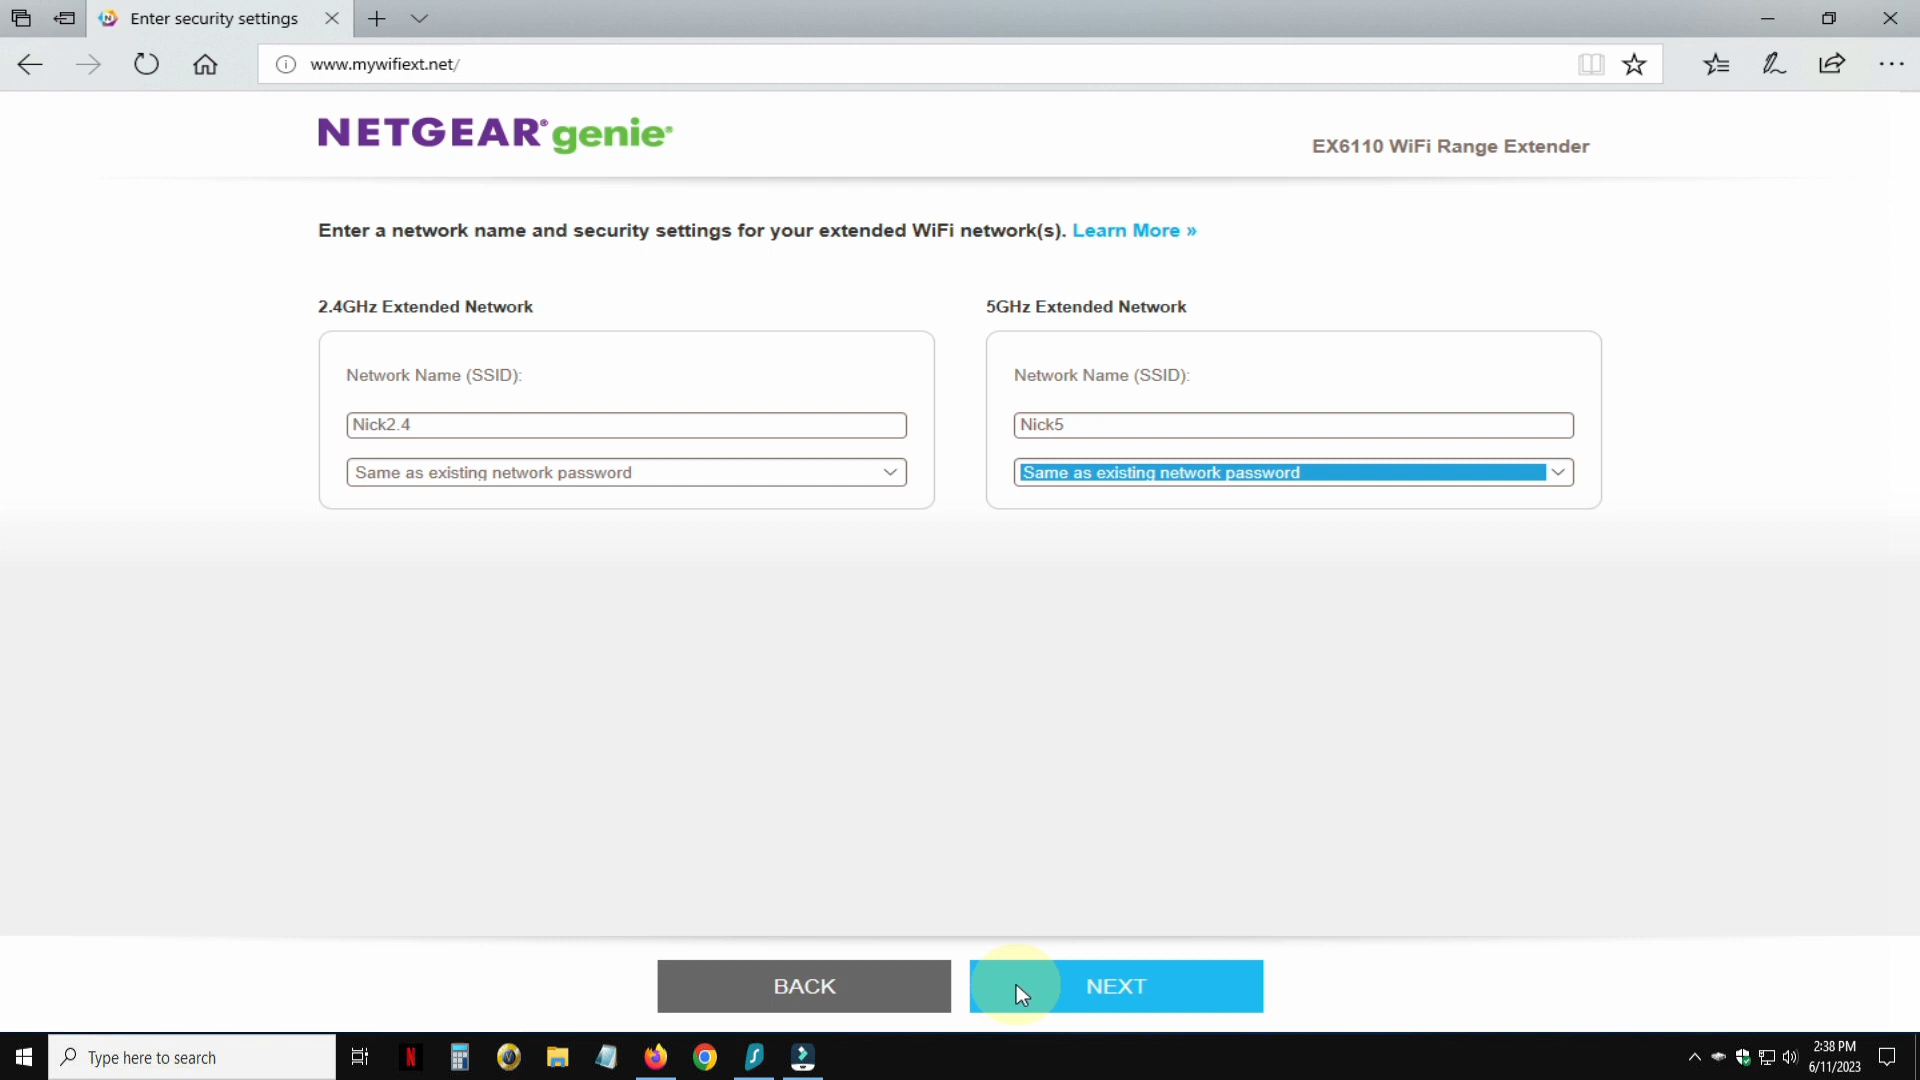 Enter security settings
www.mywifiext.net/
NETGEAR® genie®
EX6110 WiFi Range Extender
Enter a network name and security settings for your extended WiFi network(s). Learn More »
2.4GHz Extended Network
5GHz Extended Network
Network Name (SSID):
Network Name (SSID):
Nick2.4
Nick5
Same as existing network password
Same as existing network password
BACK
NEXT
Type here to search
2:38 PM
6/11/2023